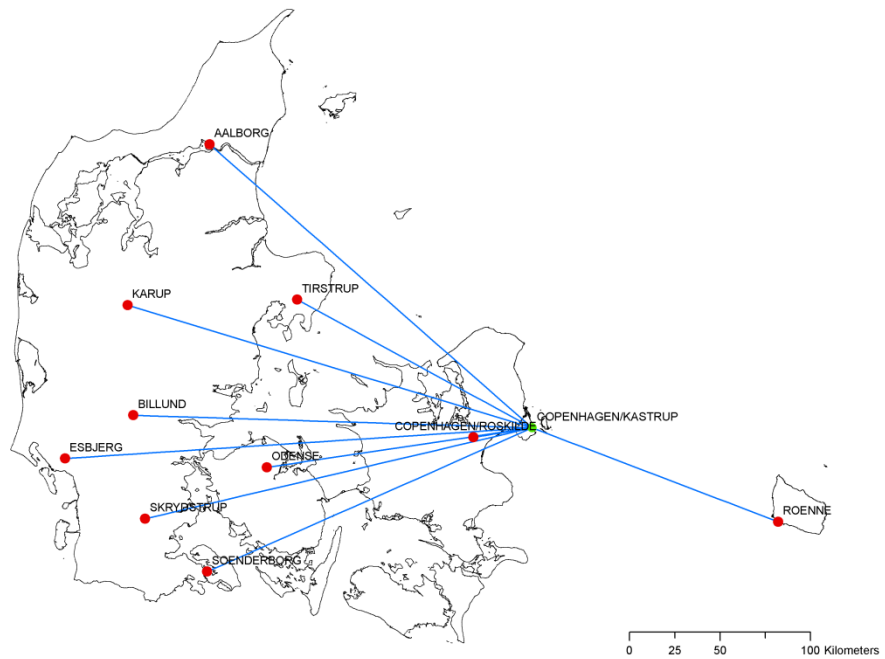 AALBORG
TIRSTRUP
KARUP
BILLUND
COPENHAGEN/KASTRUP
COPENHAGEN/ROSKILDE
ESBJERG
ODENSE
SKRYDSTRUP
ROENNE
SOENDERBORG
0 25 50 100 Kilometers